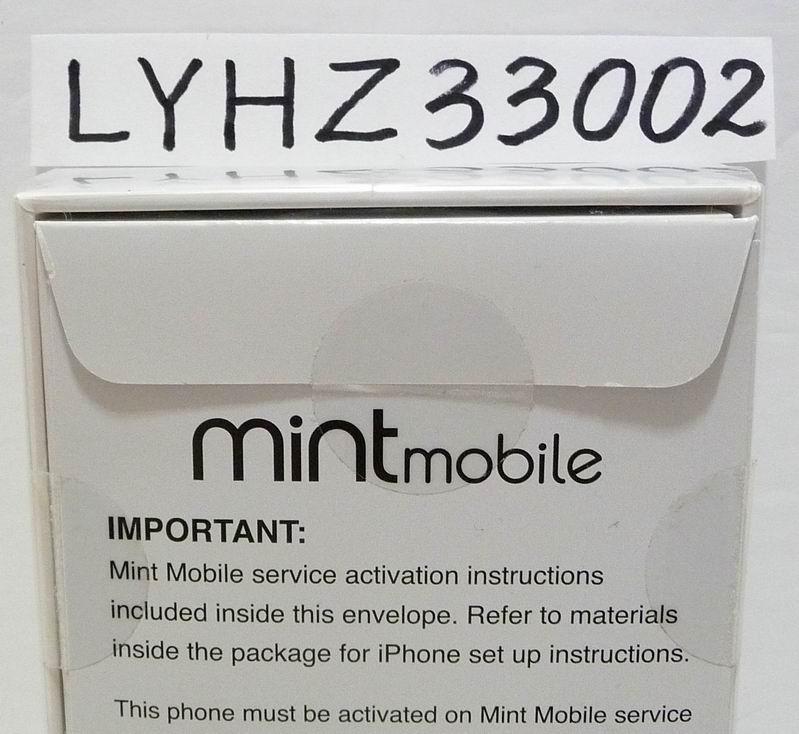 LYHZ33002
mintmobile
IMPORTANT:
Mint Mobile service activation instructions
included inside this envelope. Refer to materials
inside the package for iPhone set up instructions.
This phone must be activated on Mint Mobile service